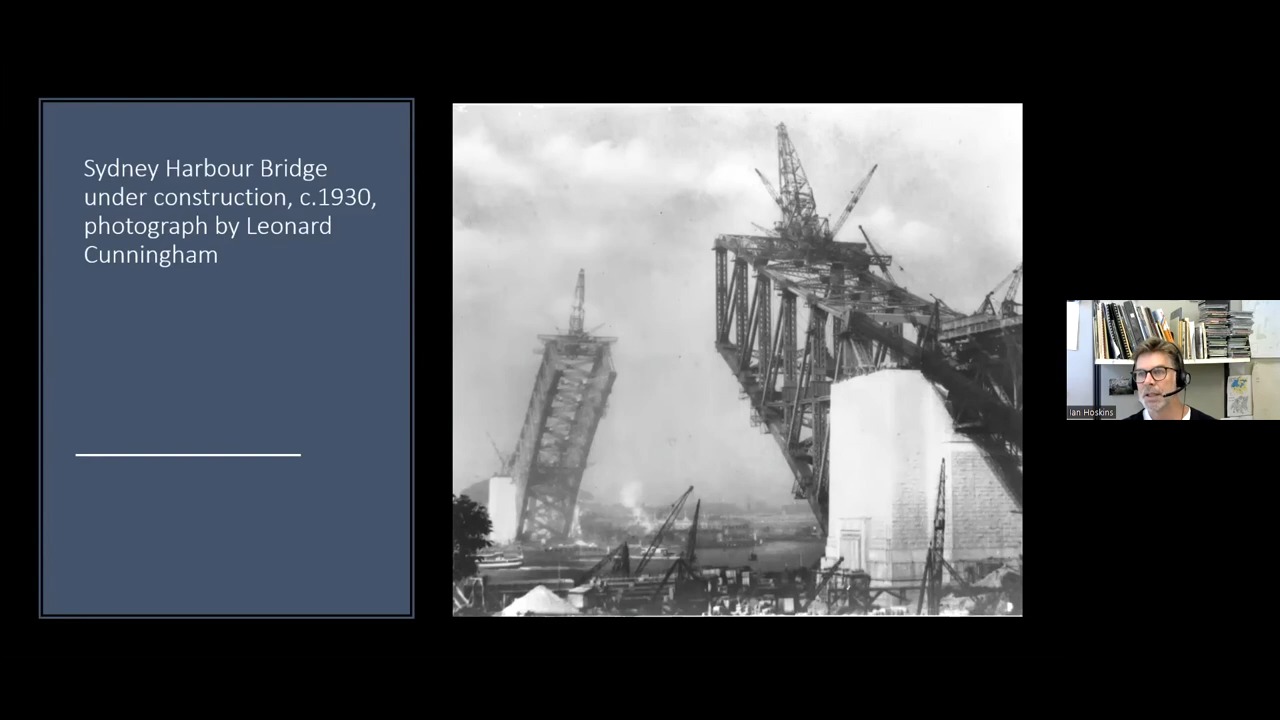 Sydney Harbour Bridge
under construction, c.1930,
photograph by Leonard
Cunningham
Ian Hoskins